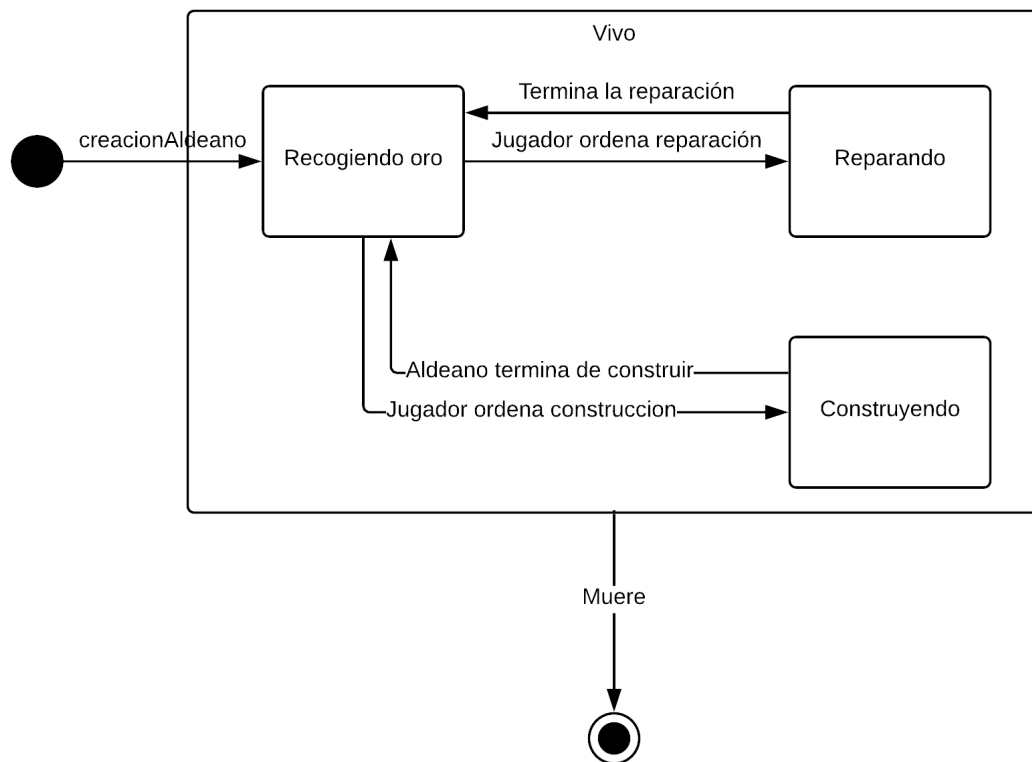 Vivo
Termina la reparación
creacionAldeano
Jugador ordena reparación
Recogiendo oro
Reparando
Aldeano termina de construir
Jugador ordena construccion
Construyendo
Muere